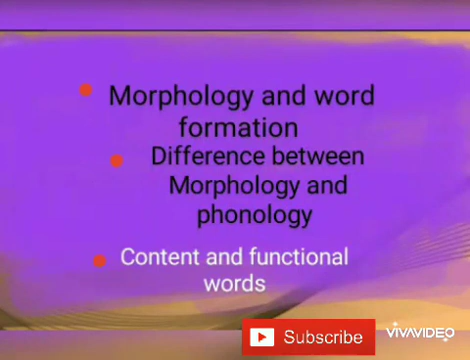 Morphology and word
formation
Difference between
Morphology and
phonology
Content and functional
words
Subscribe
VIVAVIDEO